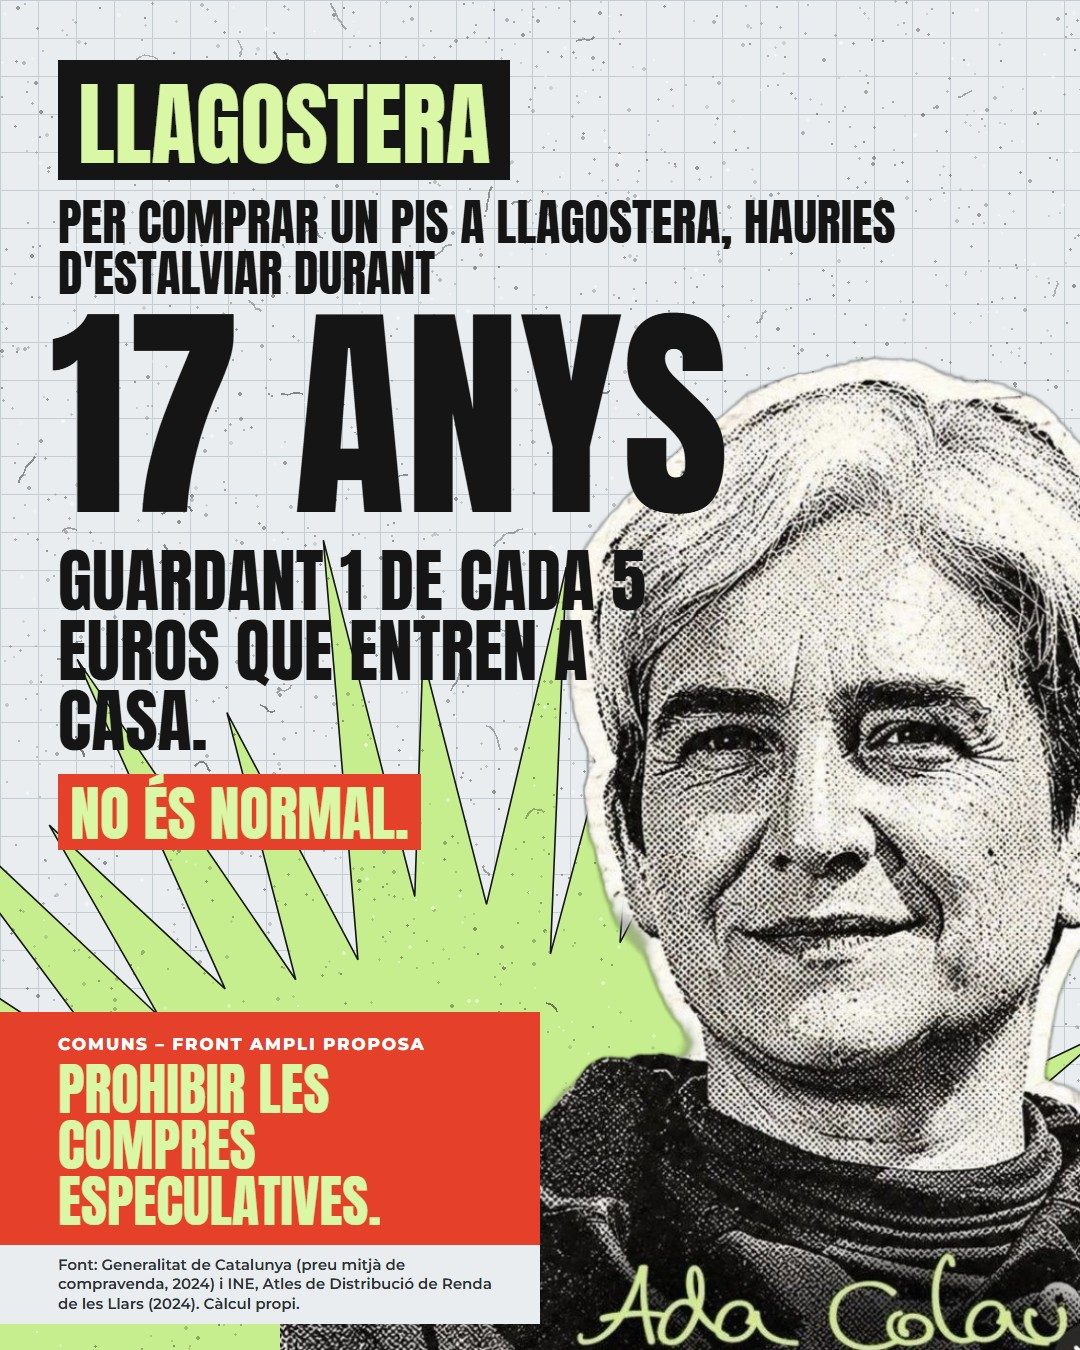 LLAGOSTERA
PER COMPRAR UN PIS A LLAGOSTERA, HAURIES
D'ESTALVIAR DURANT
17 ANYS
GUARDANT 1 DE CADA 5
EUROS QUE ENTREN A
CASA.
NO ÉS NORMAL.
COMUNS – FRONT AMPLI PROPOSA
PROHIBIR LES
COMPRES
ESPECULATIVES.
Font: Generalitat de Catalunya (preu mitjà de
compravenda, 2024) i INE, Atles de Distribució de Renda
de les Llars (2024). Càlcul propi.
Ada Colau